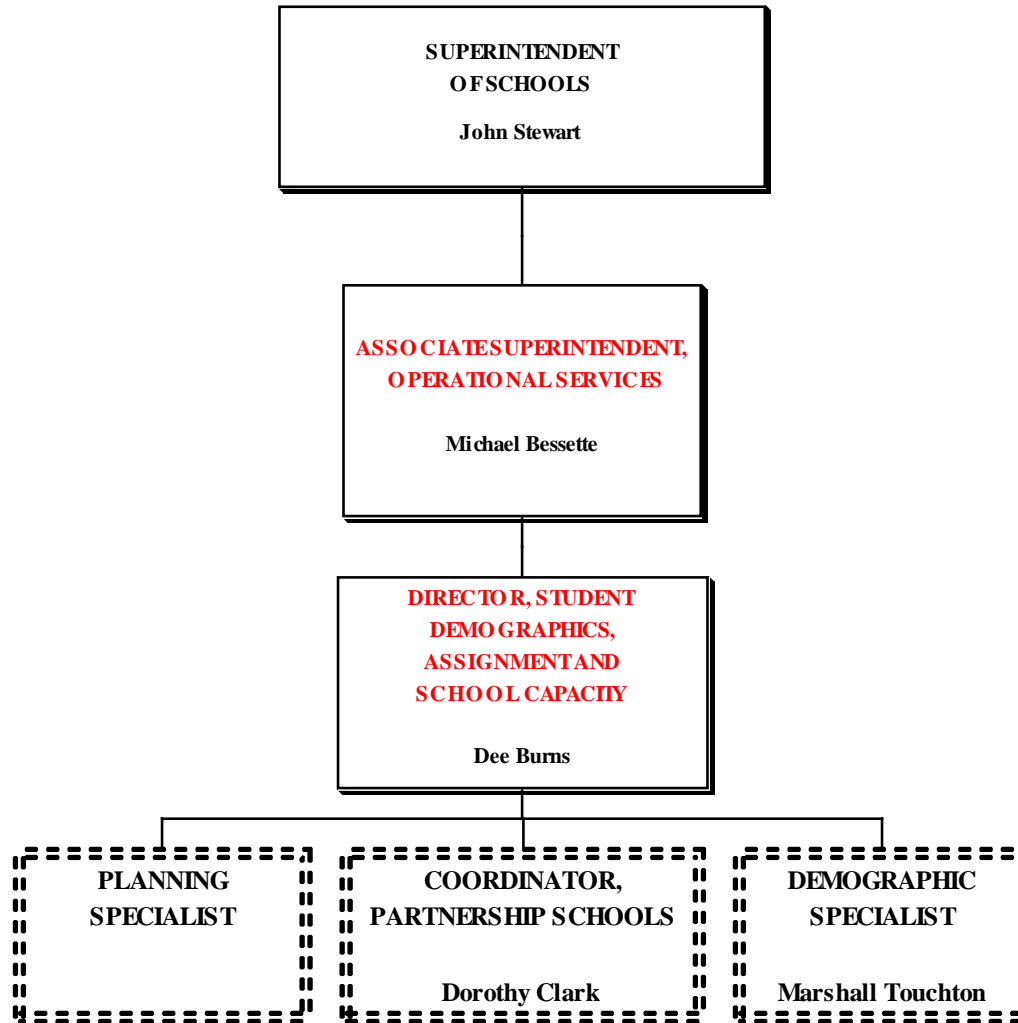 SUPERINTENDENT
OF SCHOOLS
John Stewart
ASSOCIATE SUPERINTENDENT,
OPERATIONAL SERVICES
Michael Bessette
DIRECTOR, STUDENT
DEMOGRAPHICS,
ASSIGNMENT AND
SCHOOL CAPACITY
Dee Burns
PLANNING
SPECIALIST
COORDINATOR,
PARTNERSHIP SCHOOLS
Dorothy Clark
DEMOGRAPHIC
SPECIALIST
Marshall Touchton